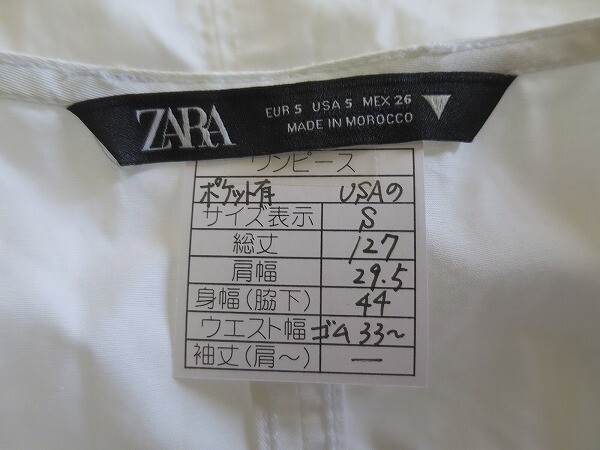 ZARA
EUR S USA S MEX 26
MADE IN MOROCCO
ワンピース
ポケット有 USAの
サイズ表示 S
総丈 127
肩幅 29.5
身幅(脇下) 44
ウエスト幅 ゴム33〜
袖丈(肩〜) —